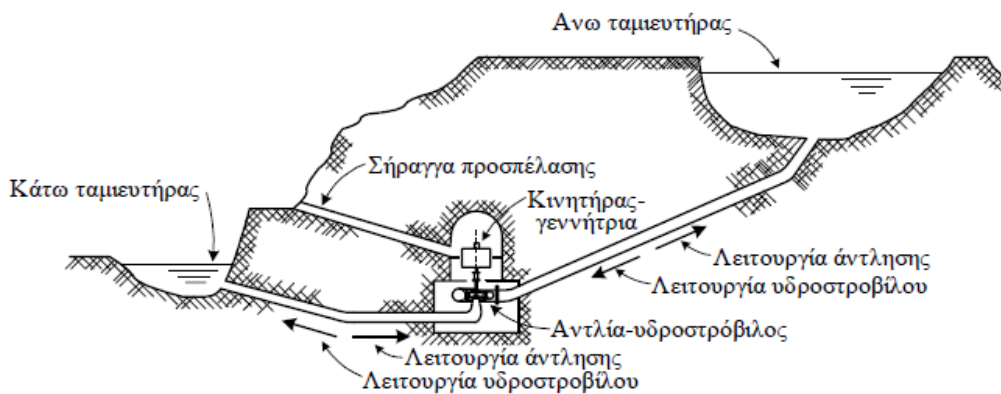 Ανω ταμιευτήρας
Σήραγγα προσπέλασης
Κάτω ταμιευτήρας
Κινητήρας-
γεννήτρια
Λειτουργία άντλησης
Λειτουργία υδροστροβίλου
Αντλία-υδροστρόβιλος
Λειτουργία άντλησης
Λειτουργία υδροστροβίλου